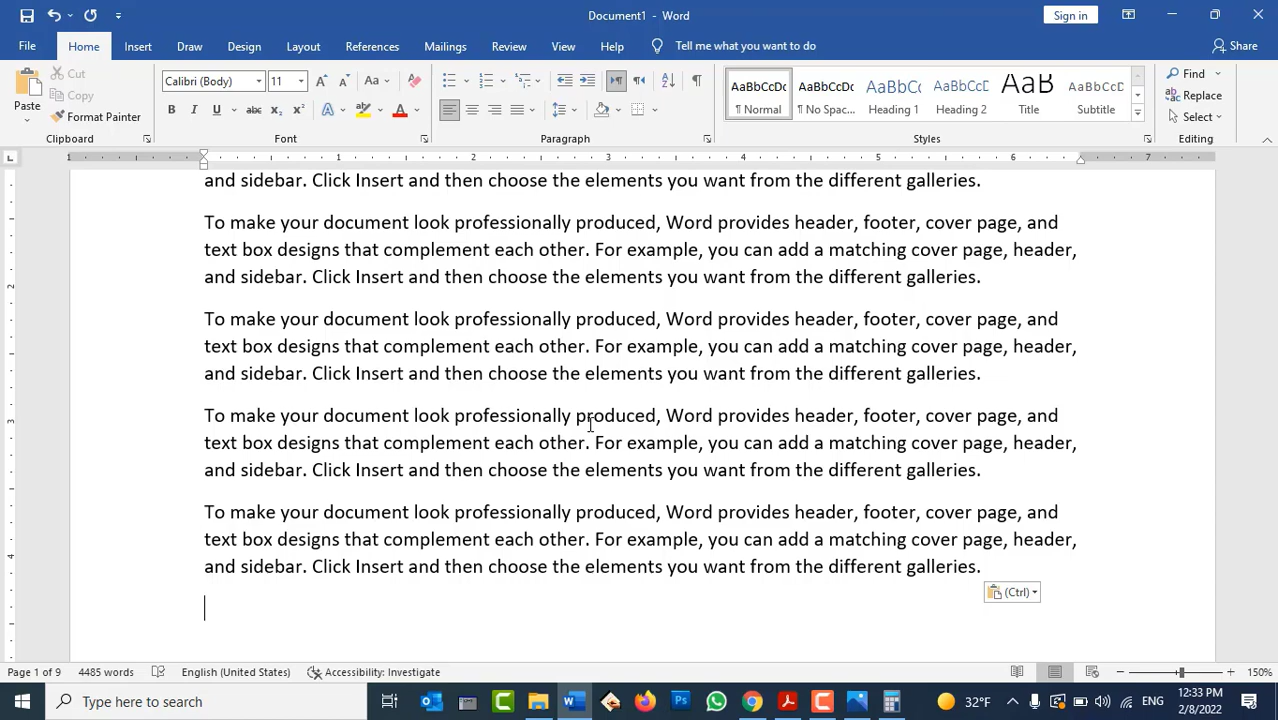 Document1 - Word
Sign in
File Home Insert Draw Design Layout References Mailings Review View Help Tell me what you want to do Share
Paste
Cut
Copy
Format Painter
Clipboard
Calibri (Body) 11
Font
Paragraph
AaBbCcDc ¶ Normal
AaBbCcDc ¶ No Spac...
AaBbCc Heading 1
AaBbCcD Heading 2
AaB Title
AaBbCcD Subtitle
Styles
Find
Replace
Select
Editing
1 1 2 3 4 5 6 7
and sidebar. Click Insert and then choose the elements you want from the different galleries.
To make your document look professionally produced, Word provides header, footer, cover page, and
text box designs that complement each other. For example, you can add a matching cover page, header,
and sidebar. Click Insert and then choose the elements you want from the different galleries.
To make your document look professionally produced, Word provides header, footer, cover page, and
text box designs that complement each other. For example, you can add a matching cover page, header,
and sidebar. Click Insert and then choose the elements you want from the different galleries.
To make your document look professionally produced, Word provides header, footer, cover page, and
text box designs that complement each other. For example, you can add a matching cover page, header,
and sidebar. Click Insert and then choose the elements you want from the different galleries.
To make your document look professionally produced, Word provides header, footer, cover page, and
text box designs that complement each other. For example, you can add a matching cover page, header,
and sidebar. Click Insert and then choose the elements you want from the different galleries.
(Ctrl)
Page 1 of 9 4485 words English (United States) Accessibility: Investigate 150%
Type here to search
32°F ENG
12:33 PM
2/8/2022